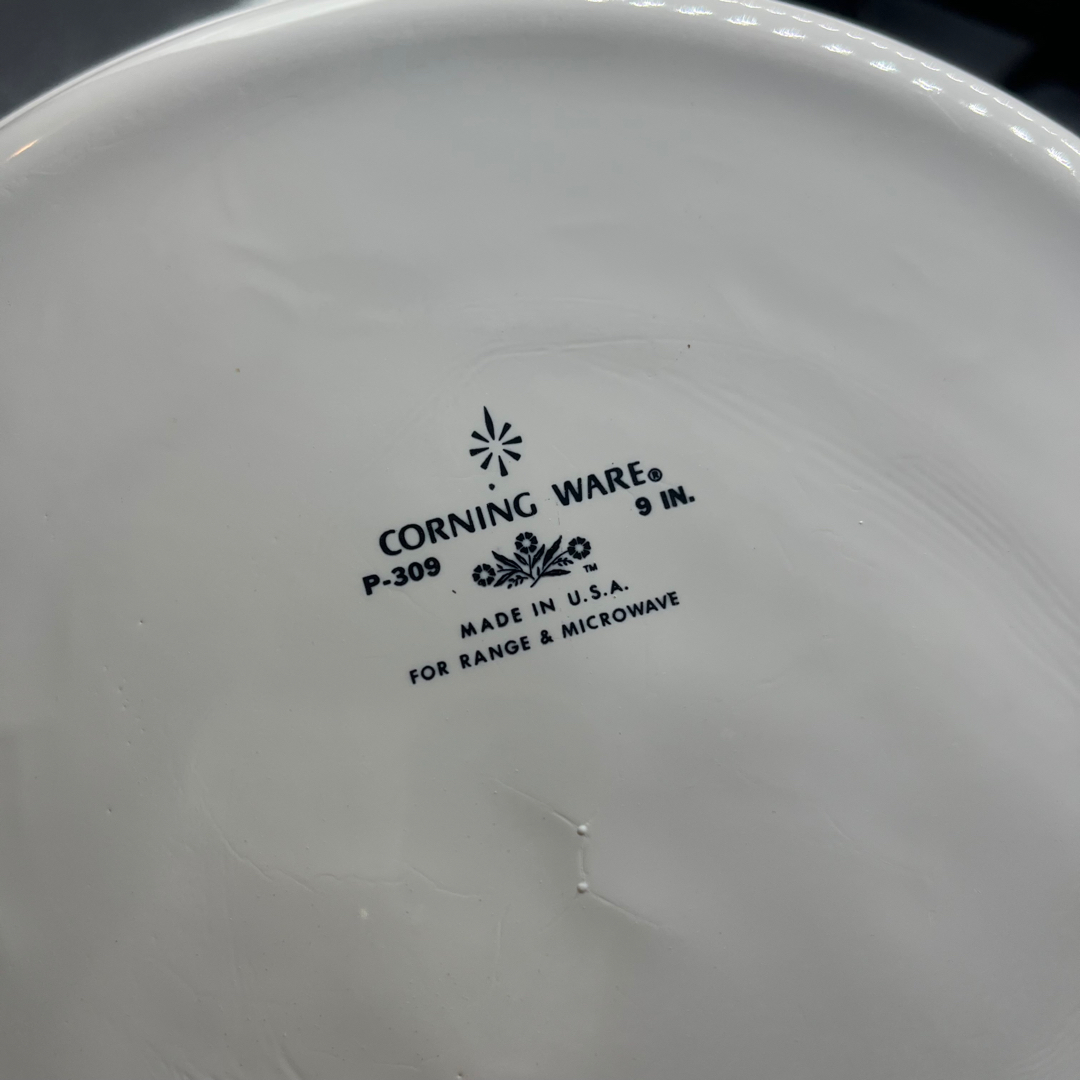 CORNING WARE®
P-309 9 IN.
TM
MADE IN U.S.A.
FOR RANGE & MICROWAVE